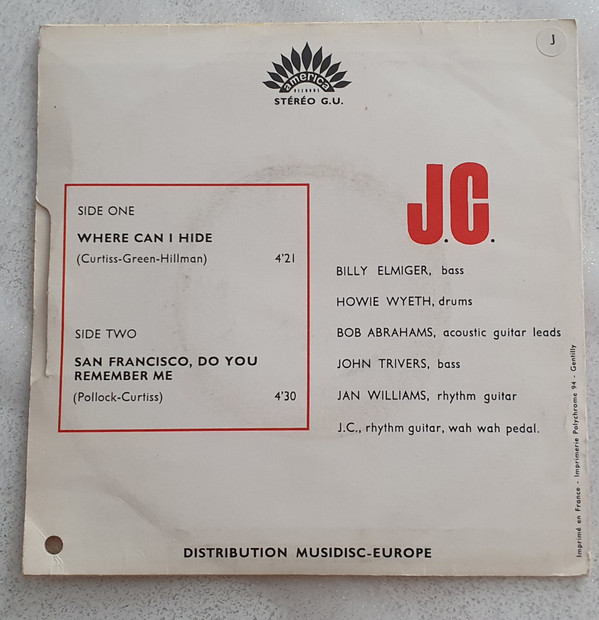 J
america
RECORDS
STÉRÉO G.U.
J.C.
SIDE ONE
WHERE CAN I HIDE
(Curtiss-Green-Hillman) 4'21
SIDE TWO
SAN FRANCISCO, DO YOU
REMEMBER ME
(Pollock-Curtiss) 4'30
BILLY ELMIGER, bass
HOWIE WYETH, drums
BOB ABRAHAMS, acoustic guitar leads
JOHN TRIVERS, bass
JAN WILLIAMS, rhythm guitar
J.C., rhythm guitar, wah wah pedal.
Imprimé en France - Imprimerie Polychrome 94 - Gentilly
DISTRIBUTION MUSIDISC-EUROPE